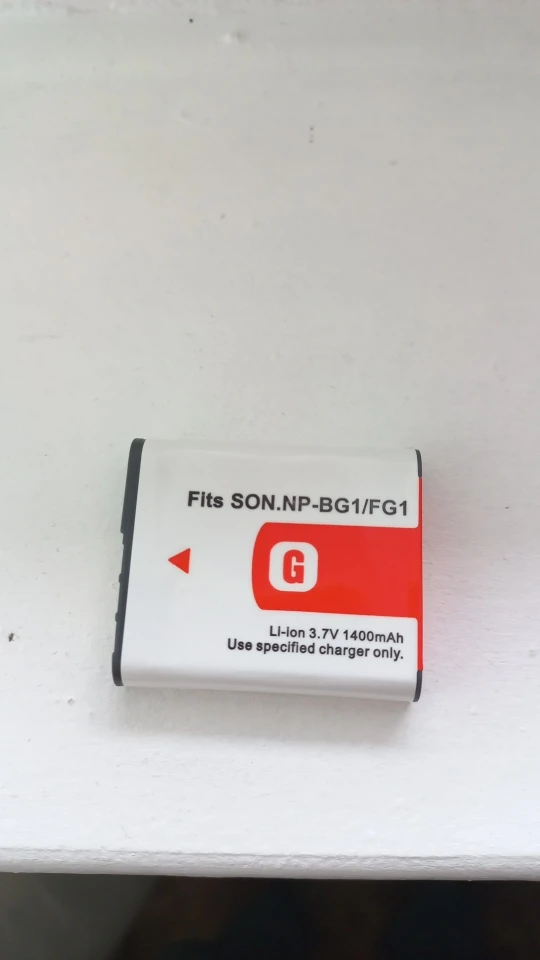 Fits SON.NP-BG1/FG1
G
Li-ion 3.7V 1400mAh
Use specified charger only.